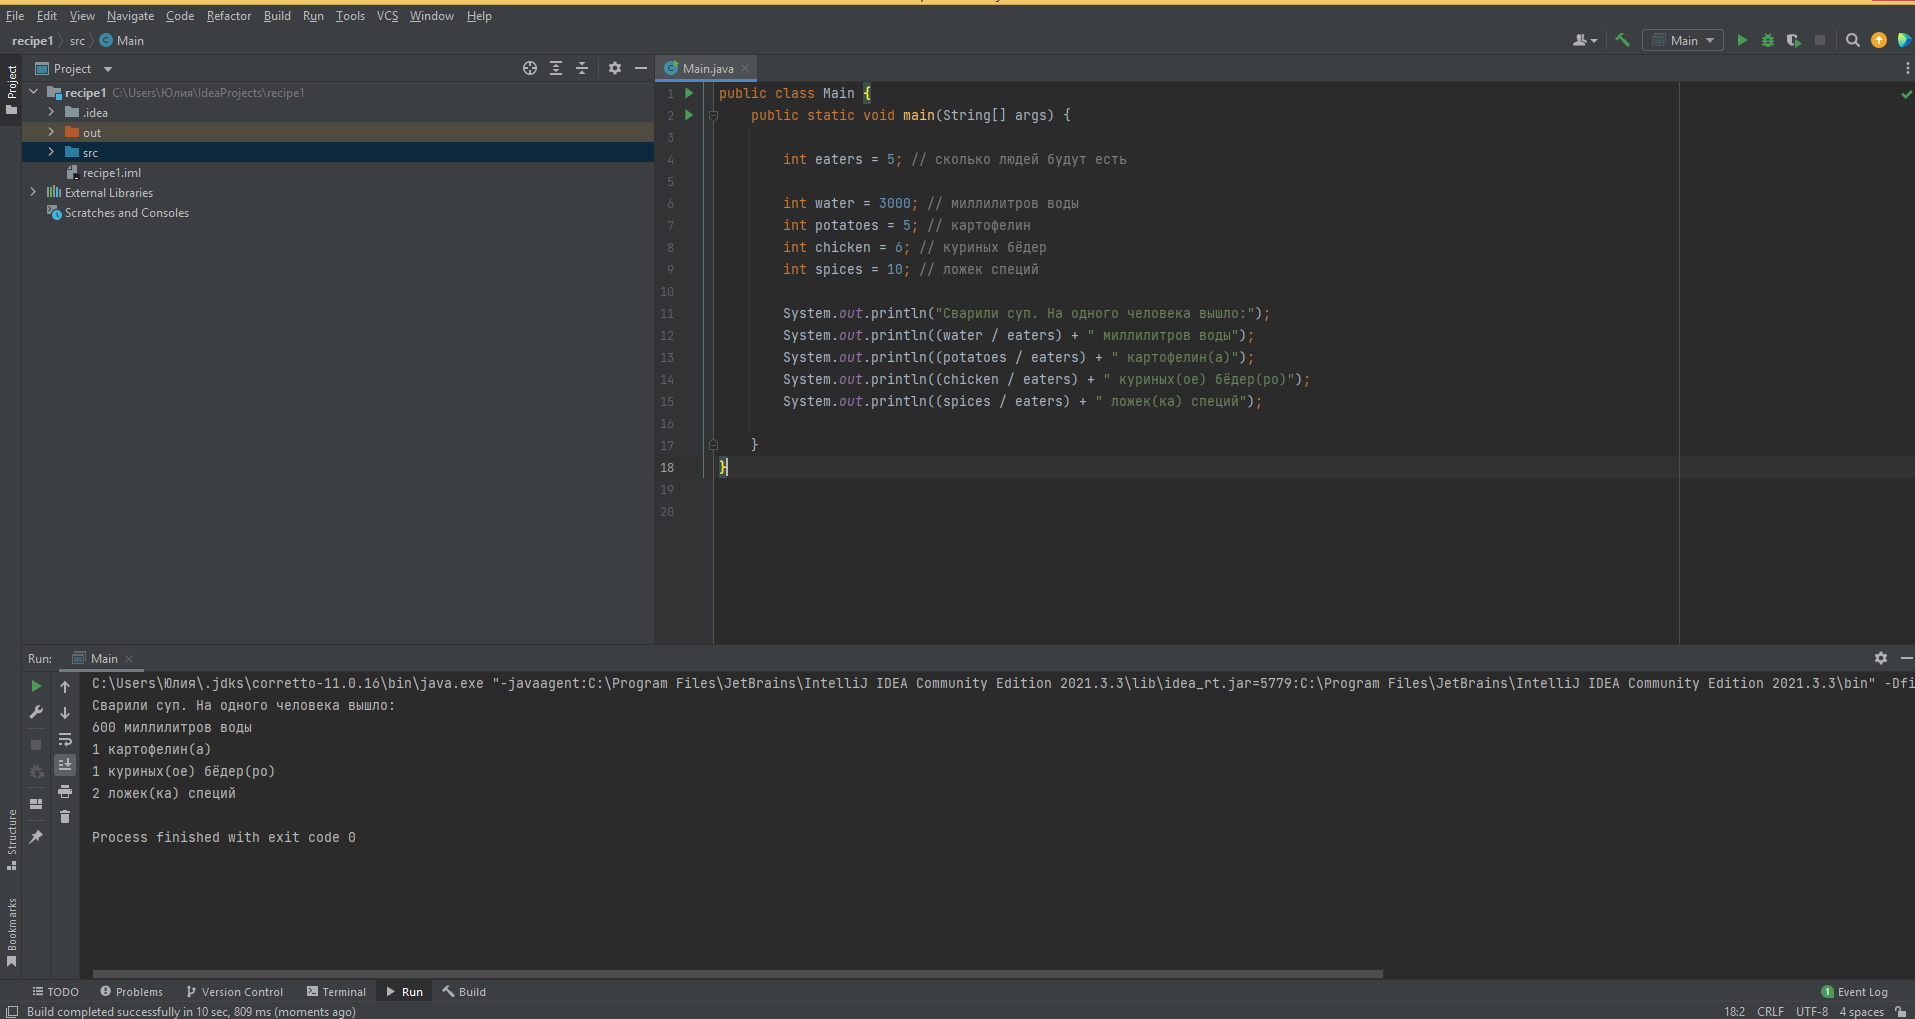 File Edit View Navigate Code Refactor Build Run Tools VCS Window Help
recipe1 src Main
Main
Project
Project
Main.java
recipe1 C:\Users\Юлия\IdeaProjects\recipe1
.idea
out
src
recipe1.iml
External Libraries
Scratches and Consoles
1 public class Main {
2 public static void main(String[] args) {
3
4 int eaters = 5; // сколько людей будут есть
5
6 int water = 3000; // миллилитров воды
7 int potatoes = 5; // картофелин
8 int chicken = 6; // куриных бёдер
9 int spices = 10; // ложек специй
10
11 System.out.println("Сварили суп. На одного человека вышло:");
12 System.out.println((water / eaters) + " миллилитров воды");
13 System.out.println((potatoes / eaters) + " картофелин(а)");
14 System.out.println((chicken / eaters) + " куриных(ое) бёдер(ро)");
15 System.out.println((spices / eaters) + " ложек(ка) специй");
16
17 }
18 }
19
20
Run: Main
C:\Users\Юлия\.jdks\corretto-11.0.16\bin\java.exe "-javaagent:C:\Program Files\JetBrains\IntelliJ IDEA Community Edition 2021.3.3\lib\idea_rt.jar=5779:C:\Program Files\JetBrains\IntelliJ IDEA Community Edition 2021.3.3\bin" -Dfi
Сварили суп. На одного человека вышло:
600 миллилитров воды
1 картофелин(а)
1 куриных(ое) бёдер(ро)
2 ложек(ка) специй
Process finished with exit code 0
Structure
Bookmarks
TODO Problems Version Control Terminal Run Build
1 Event Log
Build completed successfully in 10 sec, 809 ms (moments ago)
18:2 CRLF UTF-8 4 spaces